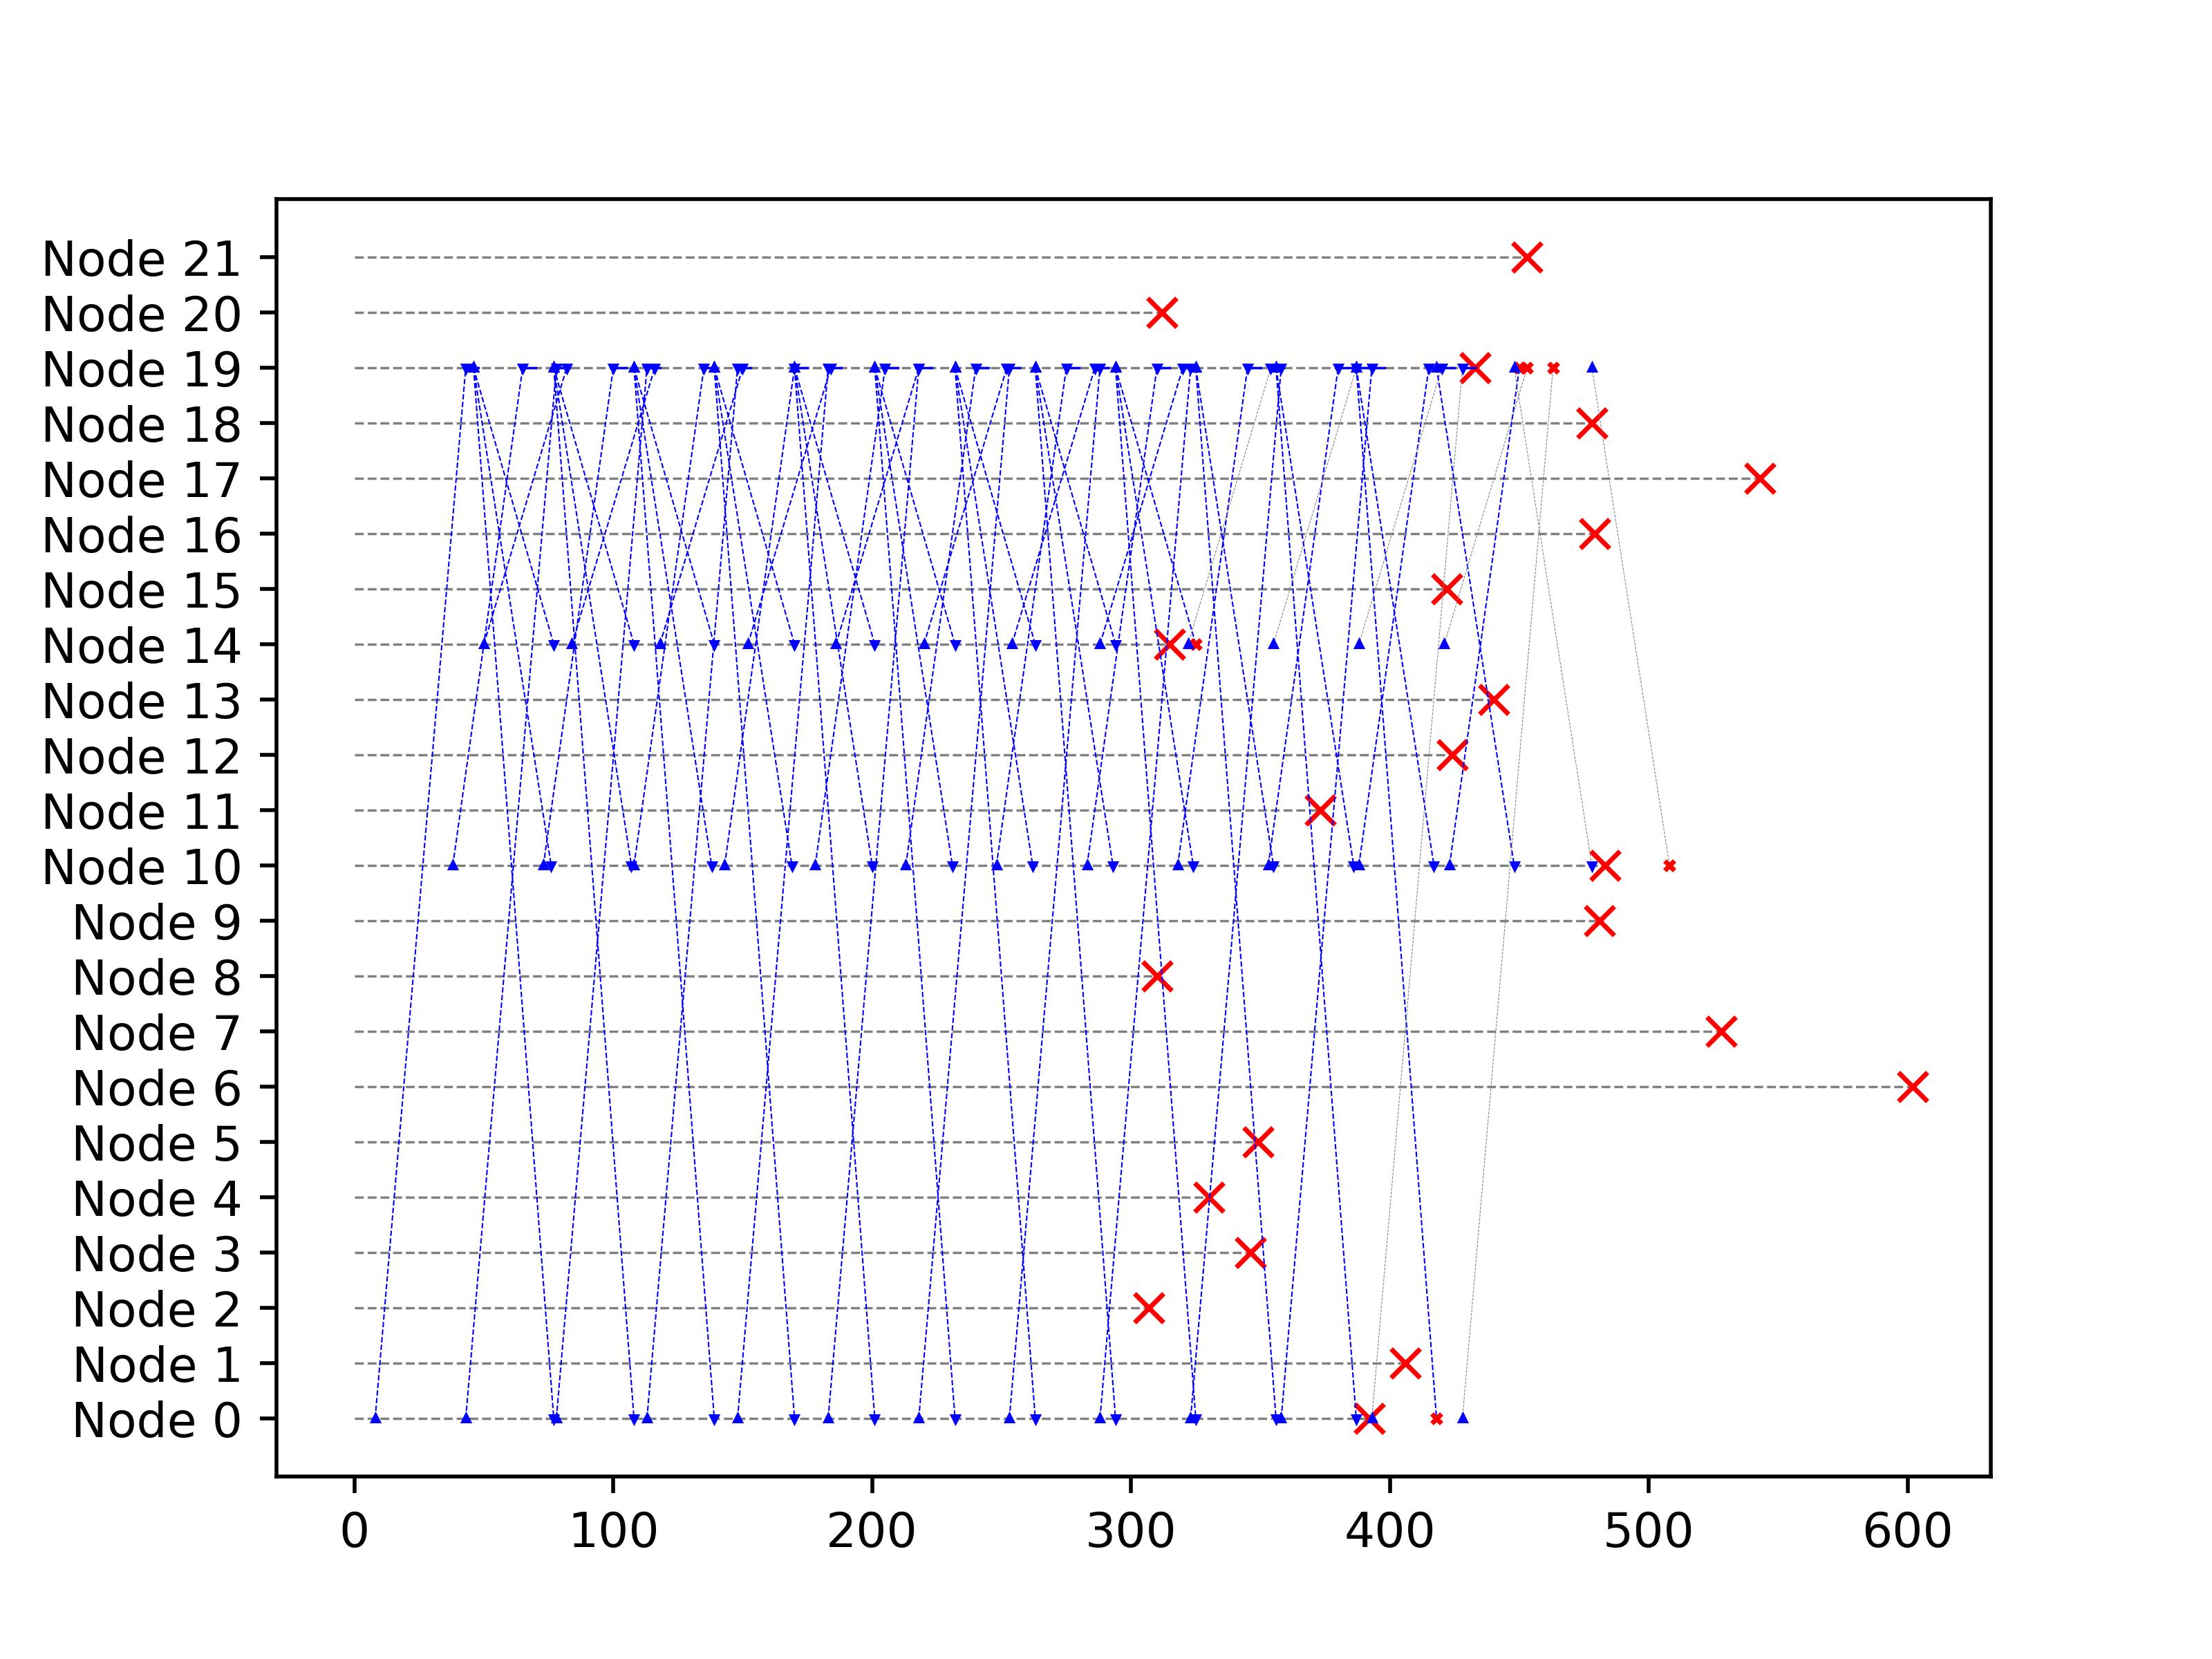 Node 21
Node 20
Node 19
Node 18
Node 17
Node 16
Node 15
Node 14
Node 13
Node 12
Node 11
Node 10
Node 9
Node 8
Node 7
Node 6
Node 5
Node 4
Node 3
Node 2
Node 1
Node 0
0 100 200 300 400 500 600